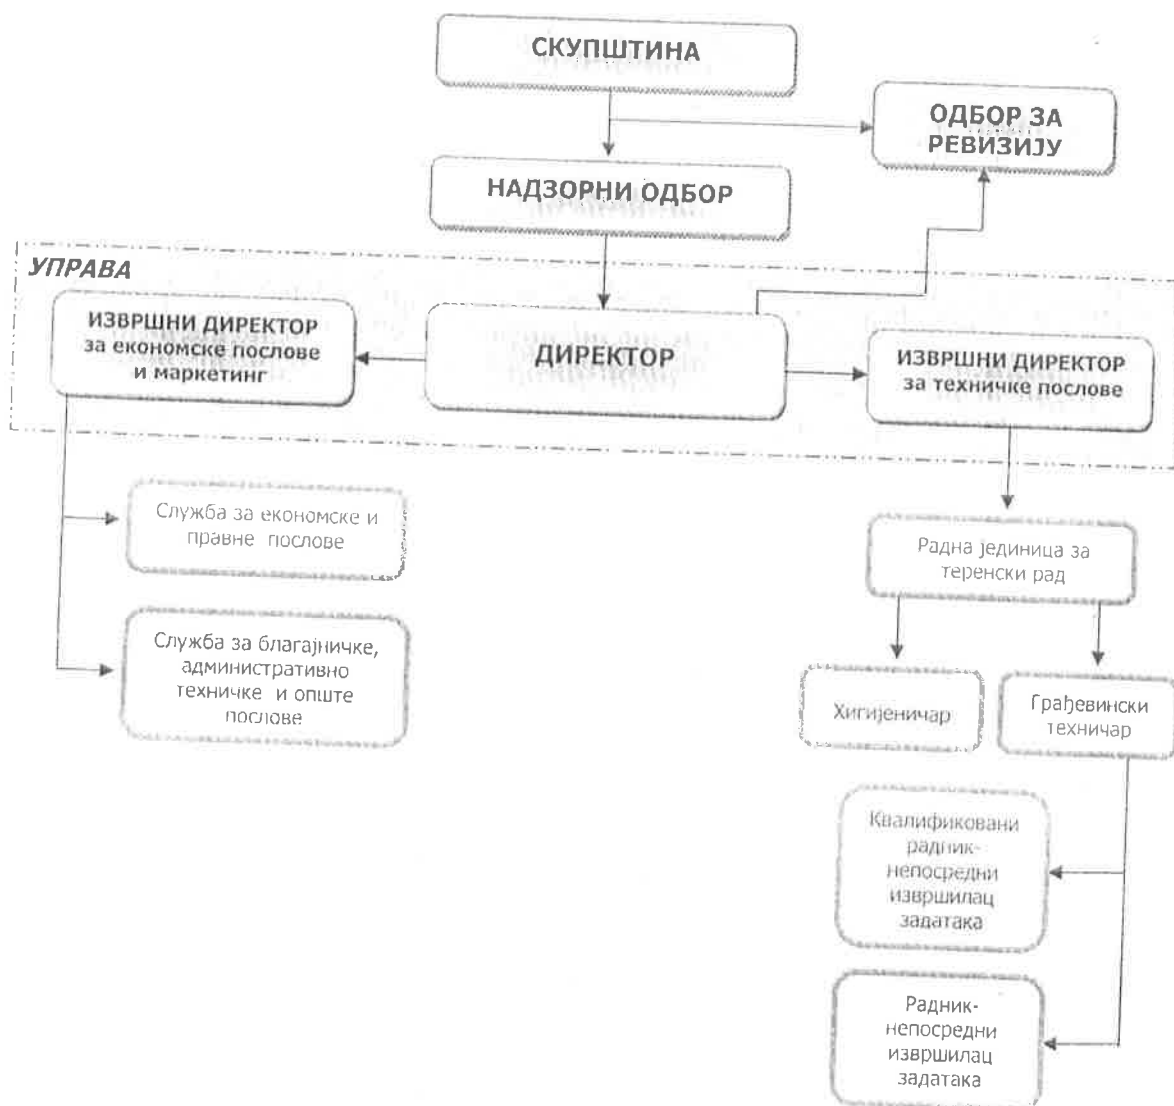 СКУПШТИНА
ОДБОР ЗА
РЕВИЗИЈУ
НАДЗОРНИ ОДБОР
УПРАВА
ИЗВРШНИ ДИРЕКТОР
за економске послове
и маркетинг
ДИРЕКТОР
ИЗВРШНИ ДИРЕКТОР
за техничке послове
Служба за економске и
правне послове
Радна јединица за
теренски рад
Служба за благајничке,
административно
техничке и опште
послове
Хигијеничар
Грађевински
техничар
Квалификовани
радник-
непосредни
извршилац
задатака
Радник-
непосредни
извршилац
задатака